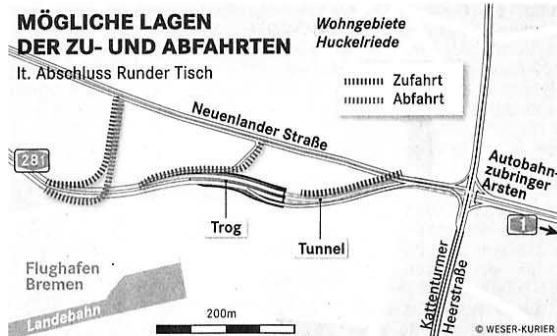 MÖGLICHE LAGEN
DER ZU- UND ABFAHRTEN
lt. Abschluss Runder Tisch
Wohngebiete
Huckelriede
Zufahrt
Abfahrt
Neuenlander Straße
281
Autobahn-
zubringer
Arsten
1
Trog
Tunnel
Kattenturmer
Heerstraße
Flughafen
Bremen
Landebahn
200m
© WESER-KURIER